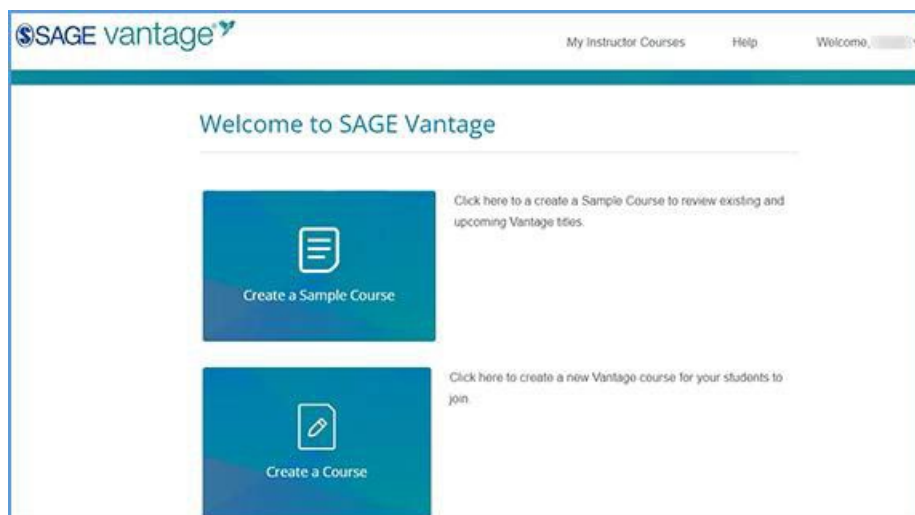 SAGE vantage
My Instructor Courses Help Welcome,
Welcome to SAGE Vantage
Click here to a create a Sample Course to review existing and
upcoming Vantage titles.
Create a Sample Course
Click here to create a new Vantage course for your students to
join
Create a Course